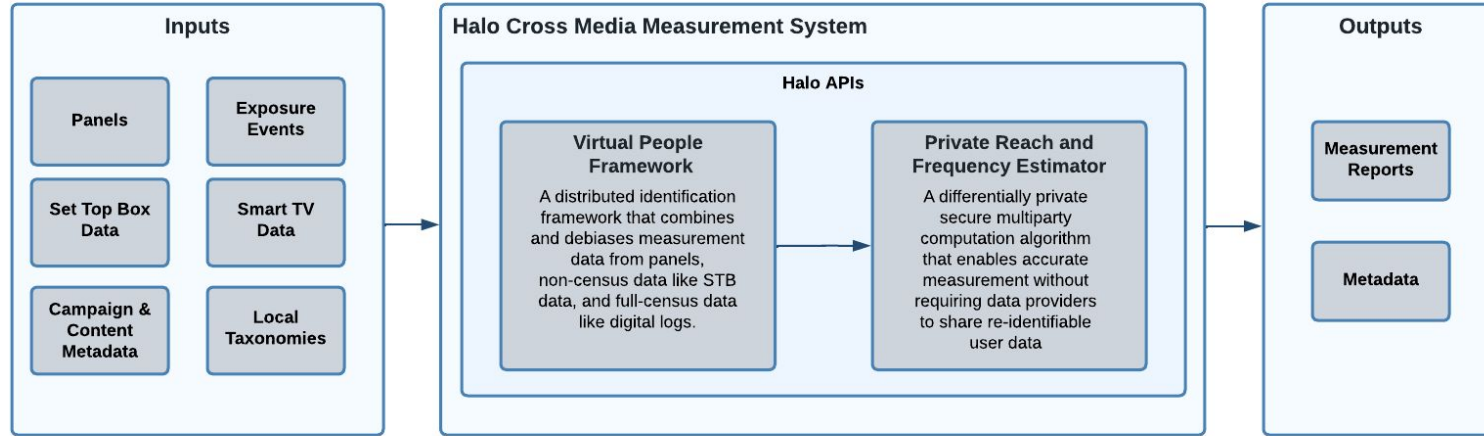 Inputs
Panels
Exposure
Events
Set Top Box
Data
Smart TV
Data
Campaign &
Content
Metadata
Local
Taxonomies
Halo Cross Media Measurement System
Halo APIs
Virtual People
Framework
A distributed identification
framework that combines
and debiases measurement
data from panels,
non-census data like STB
data, and full-census data
like digital logs.
Private Reach and
Frequency Estimator
A differentially private
secure multiparty
computation algorithm
that enables accurate
measurement without
requiring data providers
to share re-identifiable
user data
Outputs
Measurement
Reports
Metadata